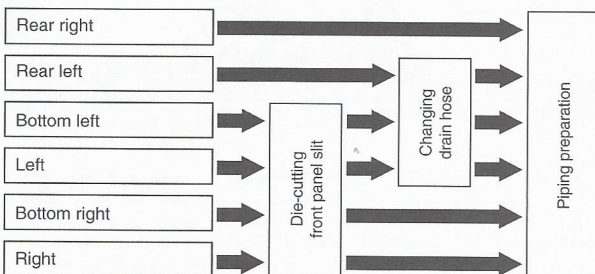 Rear right
Rear left
Bottom left
Left
Bottom right
Right
Die-cutting
front panel slit
Changing
drain hose
Piping preparation